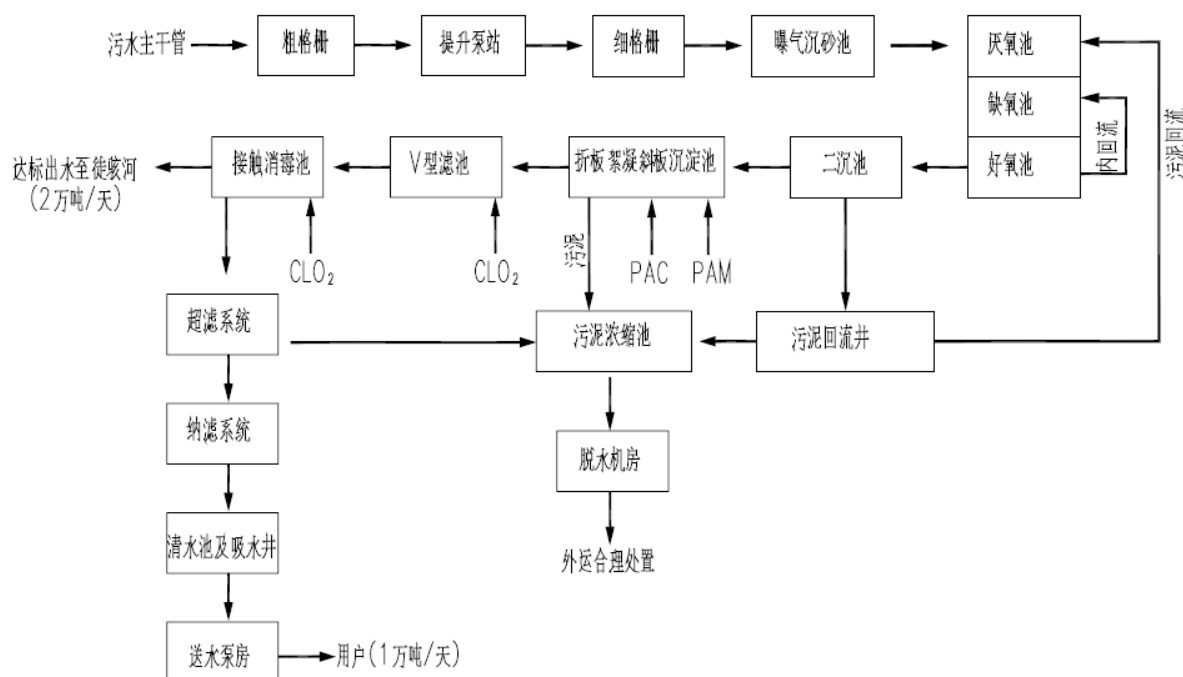 污水主干管
粗格栅
提升泵站
细格栅
曝气沉砂池
厌氧池
缺氧池
好氧池
内回流
污泥回流
达标出水至徒骇河
(2万吨/天)
接触消毒池
V型滤池
折板絮凝斜板沉淀池
二沉池
CLO₂
CLO₂
污泥
PAC
PAM
超滤系统
污泥浓缩池
污泥回流井
纳滤系统
脱水机房
清水池及吸水井
外运合理处置
送水泵房
用户(1万吨/天)